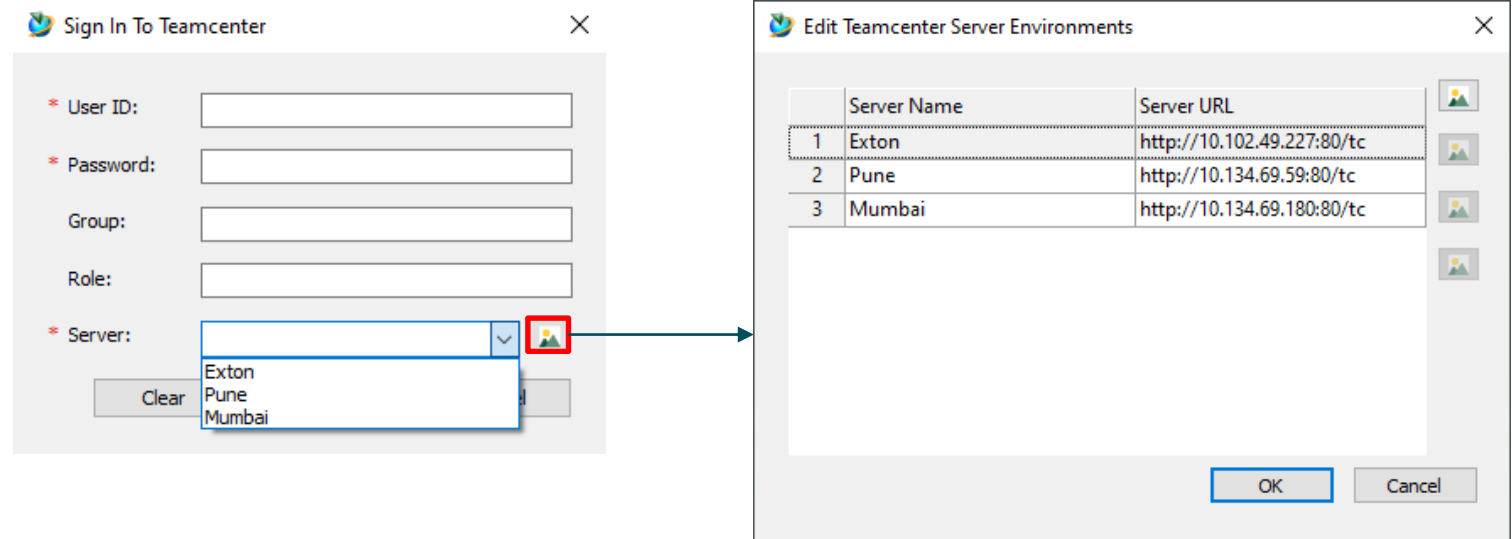 Sign In To Teamcenter
* User ID:
* Password:
Group:
Role:
* Server:
Exton
Pune
Mumbai
Clear
Edit Teamcenter Server Environments
Server Name Server URL
1 Exton http://10.102.49.227:80/tc
2 Pune http://10.134.69.59:80/tc
3 Mumbai http://10.134.69.180:80/tc
OK Cancel